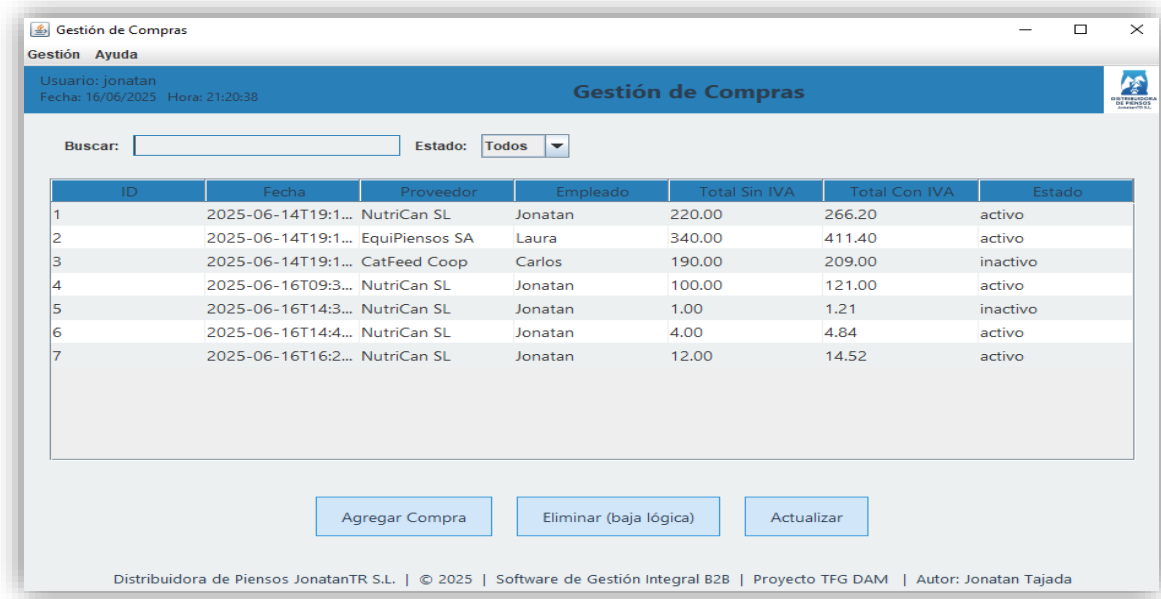 Gestión de Compras
Gestión Ayuda
Usuario: jonatan
Fecha: 16/06/2025 Hora: 21:20:38
Gestión de Compras
DISTRIBUIDORA
DE PIENSOS
JonatanTR S.L.
Buscar: Estado: Todos
ID Fecha Proveedor Empleado Total Sin IVA Total Con IVA Estado
1 2025-06-14T19:1... NutriCan SL Jonatan 220.00 266.20 activo
2 2025-06-14T19:1... EquiPiensos SA Laura 340.00 411.40 activo
3 2025-06-14T19:1... CatFeed Coop Carlos 190.00 209.00 inactivo
4 2025-06-16T09:3... NutriCan SL Jonatan 100.00 121.00 activo
5 2025-06-16T14:3... NutriCan SL Jonatan 1.00 1.21 inactivo
6 2025-06-16T14:4... NutriCan SL Jonatan 4.00 4.84 activo
7 2025-06-16T16:2... NutriCan SL Jonatan 12.00 14.52 activo
Agregar Compra Eliminar (baja lógica) Actualizar
Distribuidora de Piensos JonatanTR S.L. | © 2025 | Software de Gestión Integral B2B | Proyecto TFG DAM | Autor: Jonatan Tajada